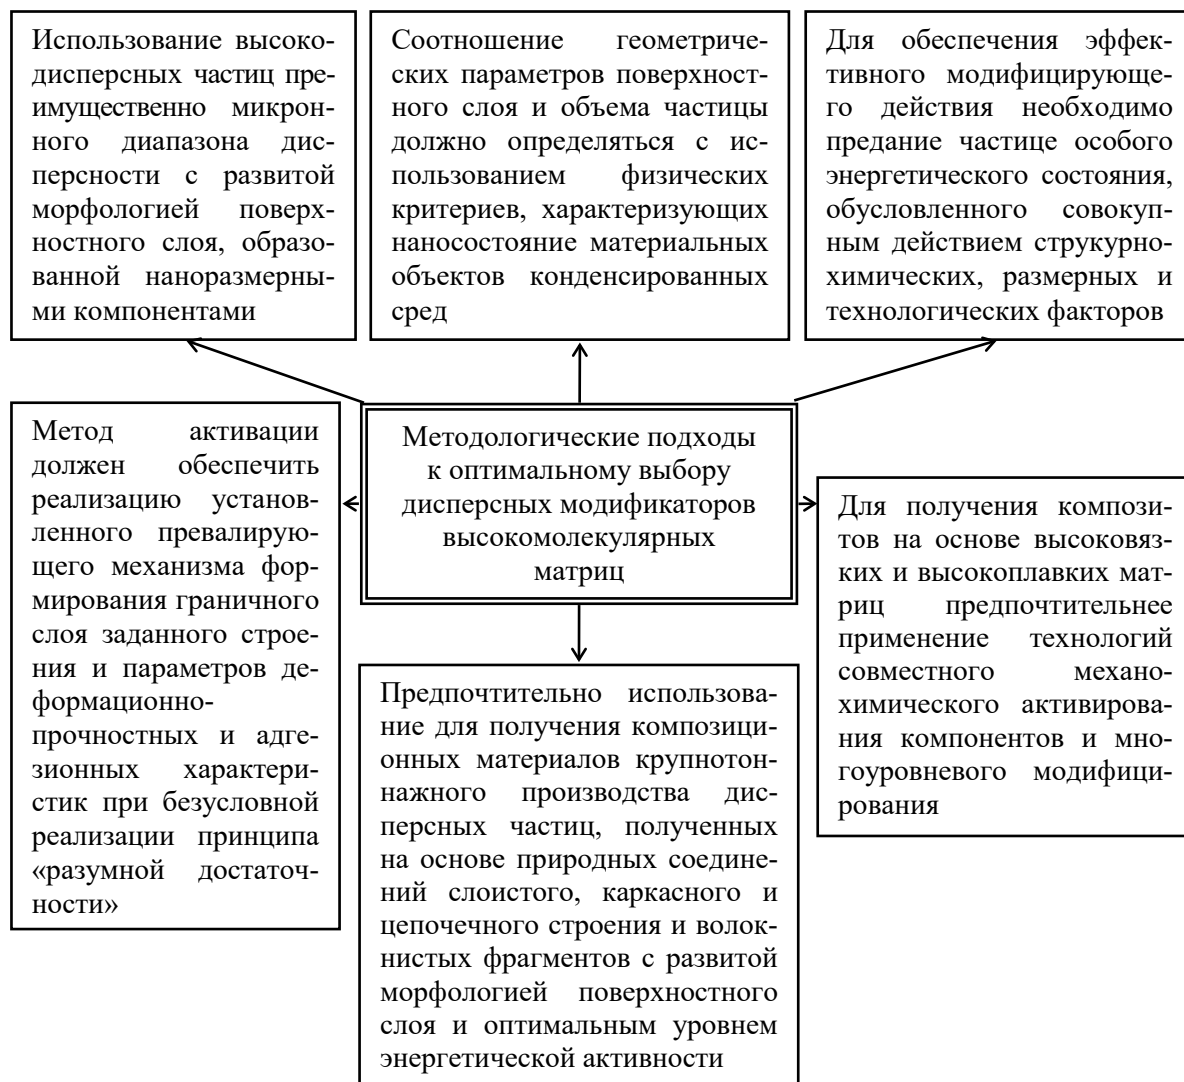 Использование высоко-
дисперсных частиц пре-
имущественно микрон-
ного диапазона дис-
персности с развитой
морфологией поверх-
ностного слоя, образо-
ванной наноразмерны-
ми компонентами
Соотношение геометриче-
ских параметров поверхност-
ного слоя и объема частицы
должно определяться с ис-
пользованием физических
критериев, характеризующих
наносостояние материальных
объектов конденсированных
сред
Для обеспечения эффек-
тивного модифицирующе-
го действия необходимо
предание частице особого
энергетического состояния,
обусловленного совокуп-
ным действием струкурно-
химических, размерных и
технологических факторов
Метод активации
должен обеспечить
реализацию установ-
ленного превалирую-
щего механизма фор-
мирования граничного
слоя заданного строе-
ния и параметров де-
формационно-
прочностных и адге-
зионных характери-
стик при безусловной
реализации принципа
«разумной достаточ-
ности»
Методологические подходы
к оптимальному выбору
дисперсных модификаторов
высокомолекулярных
матриц
Для получения компози-
тов на основе высоковяз-
ких и высокоплавких мат-
риц предпочтительнее
применение технологий
совместного механо-
химического активирова-
ния компонентов и мно-
гоуровневого модифици-
рования
Предпочтительно использова-
ние для получения композици-
онных материалов крупнотон-
нажного производства дис-
персных частиц, полученных
на основе природных соедине-
ний слоистого, каркасного и
цепочечного строения и волок-
нистых фрагментов с развитой
морфологией поверхностного
слоя и оптимальным уровнем
энергетической активности